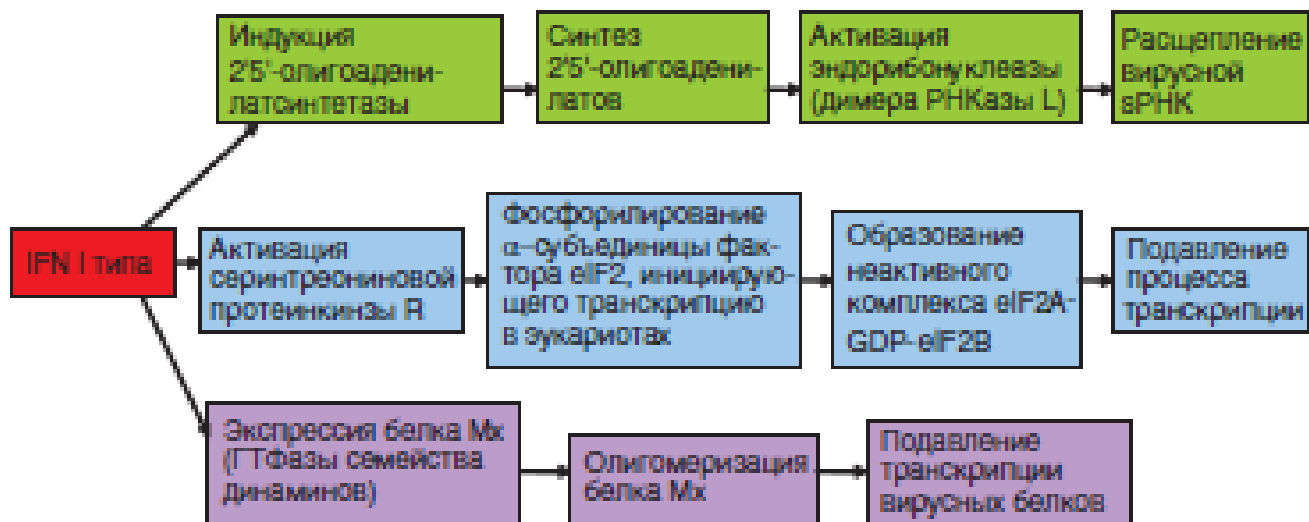 Индукция
2'5'-олигоадени-
латсинтетазы
Синтез
2'5'-олигоадени-
латов
Активация
эндорибонуклеазы
(димера РНКазы L)
Расщепление
вирусной
sРНК
IFN I типа
Активация
серинтреониновой
протеинкинзы R
Фосфорилирование
α–субъединицы фак-
тора eIF2, иницииру​ю-
щего транскрипцию
в эукариотах
Образование
неактивного
комплекса eIF2A-
GDP-eIF2B
Подавление
процесса
транскрипции
Экспрессия белка Mx
(ГТФазы семейства
динаминов)
Олигомеризация
белка Mx
Подавление
транскрипции
вирусных белков